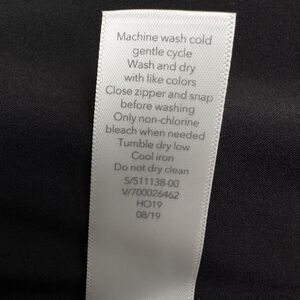 Machine wash cold
gentle cycle
Wash and dry
with like colors
Close zipper and snap
before washing
Only non-chlorine
bleach when needed
Tumble dry low
Cool iron
Do not dry clean
S/511138-00
V/700026462
HO19
08/19